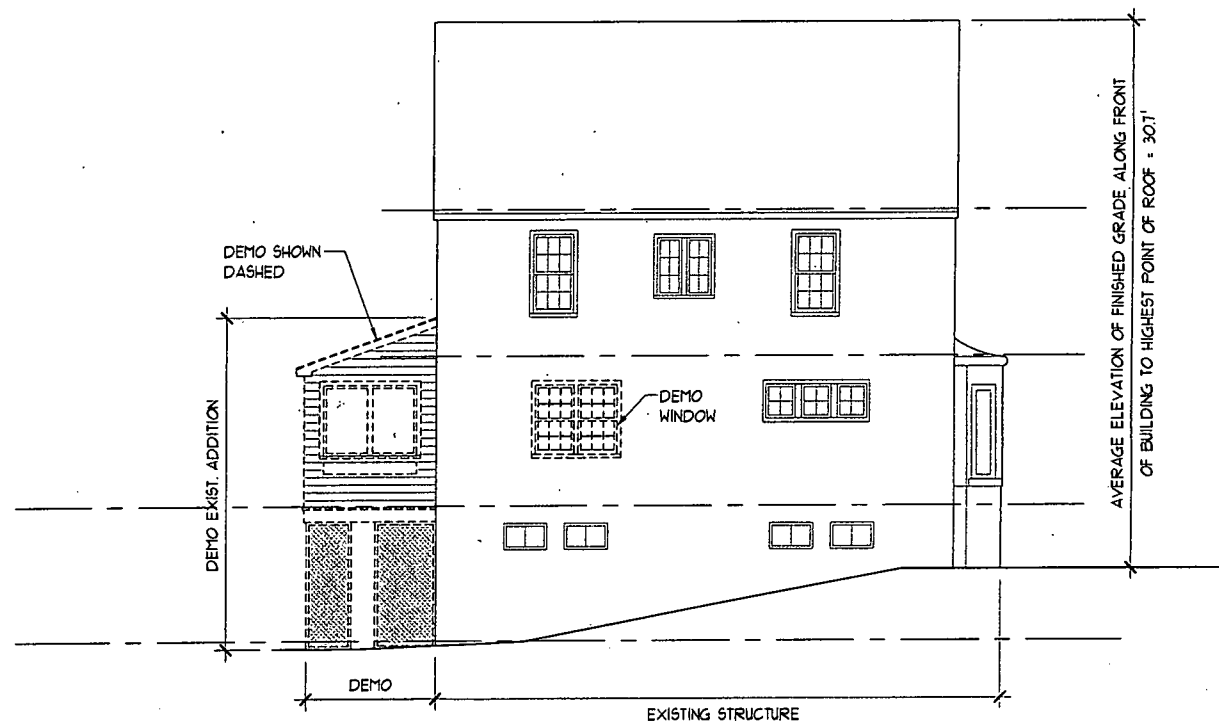 AVERAGE ELEVATION OF FINISHED GRADE ALONG FRONT
OF BUILDING TO HIGHEST POINT OF ROOF = 30.7'
DEMO SHOWN
DASHED
DEMO
WINDOW
DEMO EXIST. ADDITION
DEMO
EXISTING STRUCTURE